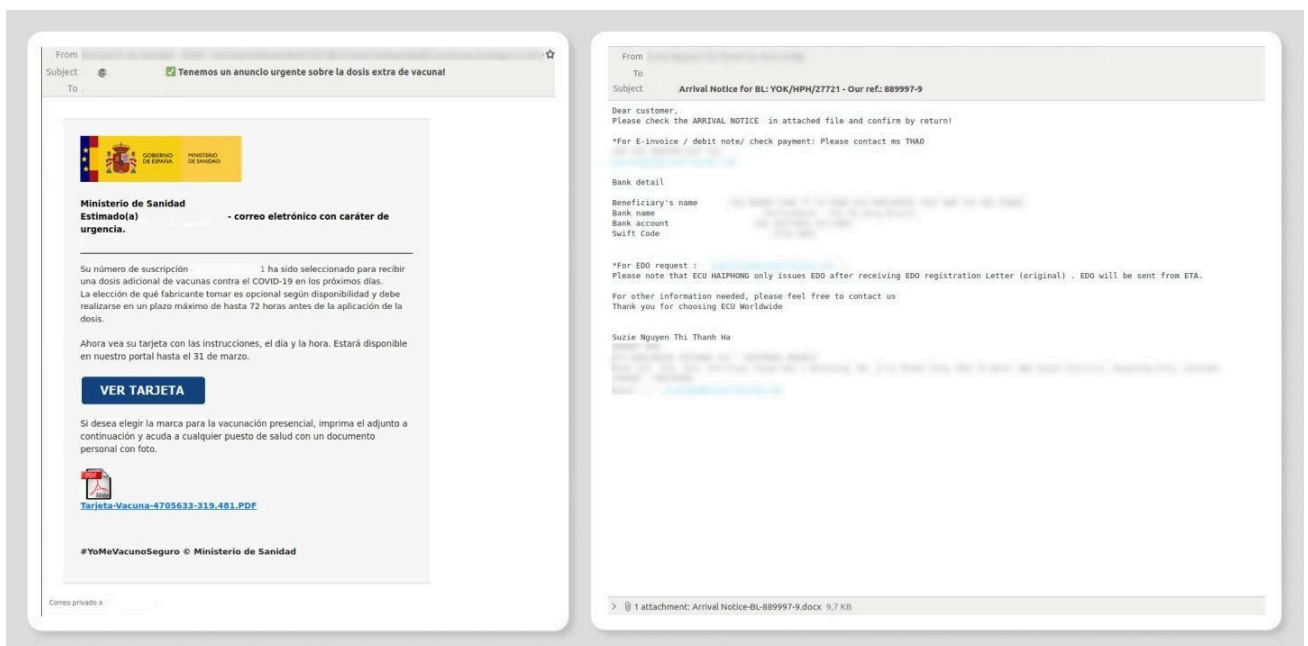 From
Subject @ ✅ Tenemos un anuncio urgente sobre la dosis extra de vacuna!
To
GOBIERNO DE ESPAÑA
MINISTERIO DE SANIDAD
Ministerio de Sanidad
Estimado(a) - correo eletrónico con caráter de
urgencia.
Su número de suscripción 1 ha sido seleccionado para recibir
una dosis adicional de vacunas contra el COVID-19 en los próximos días.
La elección de qué fabricante tomar es opcional según disponibilidad y debe
realizarse en un plazo máximo de hasta 72 horas antes de la aplicación de la
dosis.
Ahora vea su tarjeta con las instrucciones, el día y la hora. Estará disponible
en nuestro portal hasta el 31 de marzo.
VER TARJETA
Si desea elegir la marca para la vacunación presencial, imprima el adjunto a
continuación y acuda a cualquier puesto de salud con un documento
personal con foto.
PDF
Adobe
Tarjeta-Vacuna-4705633-319.481.PDF
#YoMeVacunoSeguro © Ministerio de Sanidad
Correo privado a
From
To
Subject Arrival Notice for BL: YOK/HPH/27721 - Our ref.: 889997-9
Dear customer,
Please check the ARRIVAL NOTICE in attached file and confirm by return!
*For E-invoice / debit note/ check payment: Please contact ms THAO
Bank detail
Beneficiary's name
Bank name
Bank account
Swift Code
*For EDO request :
Please note that ECU HAIPHONG only issues EDO after receiving EDO registration Letter (original) . EDO will be sent from ETA.
For other information needed, please feel free to contact us
Thank you for choosing ECU Worldwide
Suzie Nguyen Thi Thanh Ha
> 1 attachment: Arrival Notice-BL-889997-9.docx 9,7 KB